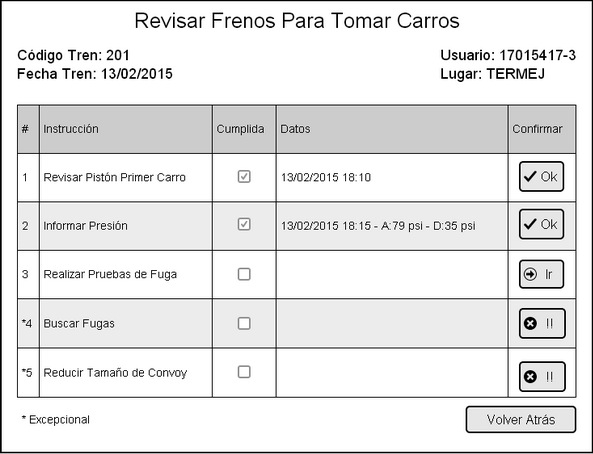 Revisar Frenos Para Tomar Carros
Código Tren: 201
Usuario: 17015417-3
Fecha Tren: 13/02/2015
Lugar: TERMEJ
# Instrucción Cumplida Datos Confirmar
1 Revisar Pistón Primer Carro 13/02/2015 18:10 Ok
2 Informar Presión 13/02/2015 18:15 - A:79 psi - D:35 psi Ok
3 Realizar Pruebas de Fuga Ir
*4 Buscar Fugas !!
*5 Reducir Tamaño de Convoy !!
* Excepcional
Volver Atrás